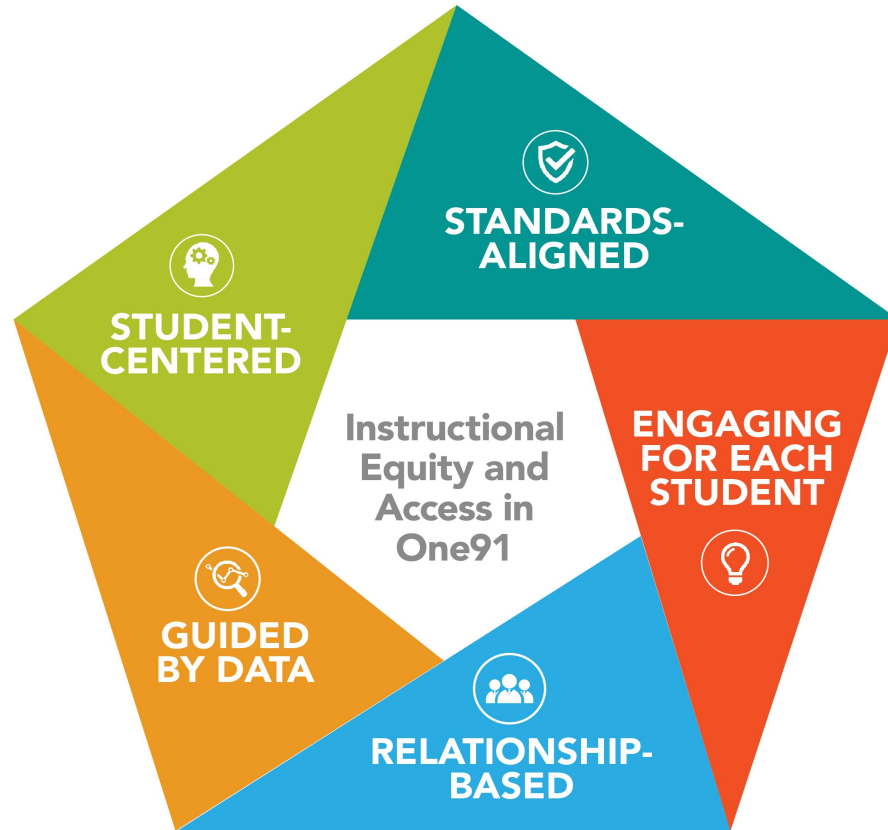 STANDARDS-
ALIGNED
STUDENT-
CENTERED
Instructional
Equity and
Access in
One91
ENGAGING
FOR EACH
STUDENT
GUIDED
BY DATA
RELATIONSHIP-
BASED